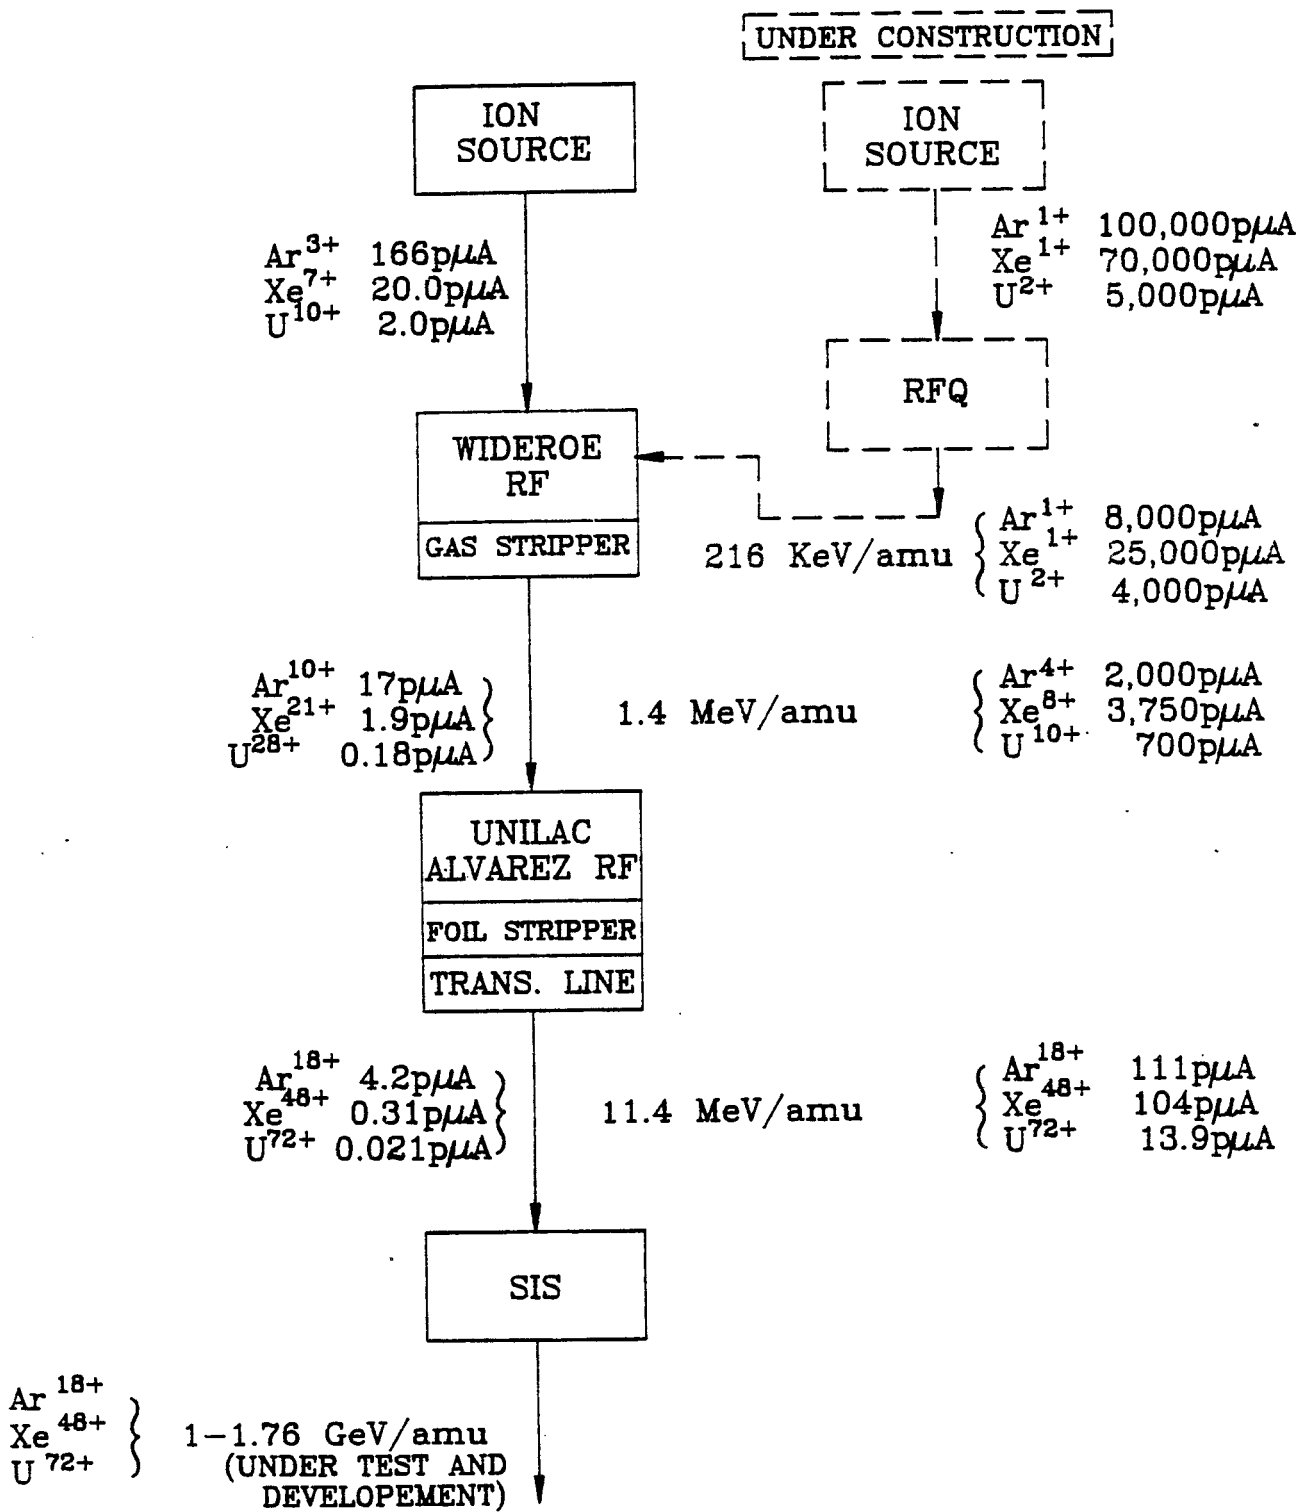 UNDER CONSTRUCTION
ION
SOURCE
ION
SOURCE
Ar3+ 166pμA
Xe7+ 20.0pμA
U10+ 2.0pμA
Ar1+ 100,000pμA
Xe1+ 70,000pμA
U2+ 5,000pμA
RFQ
WIDEROE
RF
GAS STRIPPER
216 KeV/amu
Ar1+ 8,000pμA
Xe1+ 25,000pμA
U2+ 4,000pμA
Ar10+ 17pμA
Xe21+ 1.9pμA
U28+ 0.18pμA
1.4 MeV/amu
Ar4+ 2,000pμA
Xe8+ 3,750pμA
U10+ 700pμA
UNILAC
ALVAREZ RF
FOIL STRIPPER
TRANS. LINE
Ar18+ 4.2pμA
Xe48+ 0.31pμA
U72+ 0.021pμA
11.4 MeV/amu
Ar18+ 111pμA
Xe48+ 104pμA
U72+ 13.9pμA
SIS
Ar18+
Xe48+
U72+
1-1.76 GeV/amu
(UNDER TEST AND
DEVELOPEMENT)